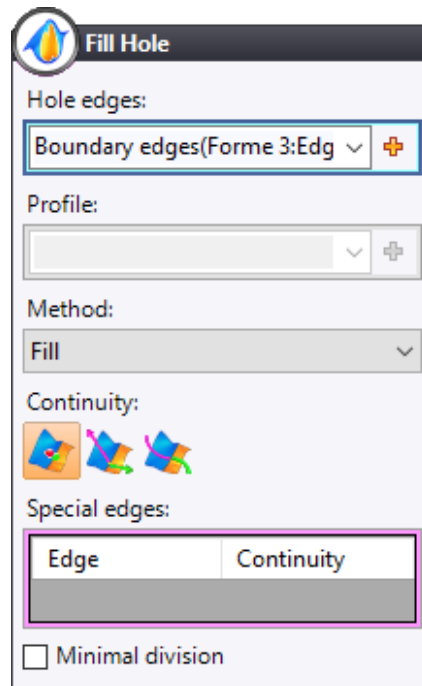 Fill Hole
Hole edges:
Boundary edges(Forme 3:Edg
Profile:
Method:
Fill
Continuity:
Special edges:
Edge Continuity
Minimal division